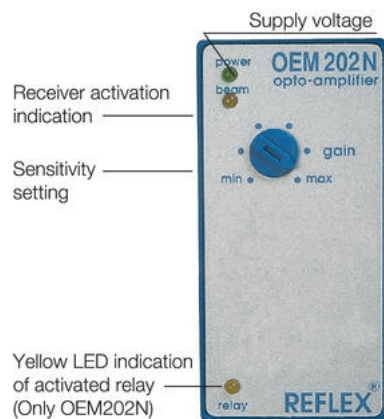 Supply voltage
power
OEM 202N
opto-amplifier
beam
Receiver activation
indication
gain
Sensitivity
setting
min
max
Yellow LED indication
of activated relay
(Only OEM202N)
relay
REFLEX®